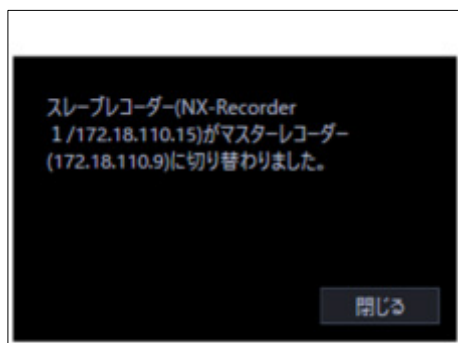 スレーブレコーダー(NX-Recorder
１/172.18.110.15)がマスターレコーダー
(172.18.110.9)に切り替わりました。
閉じる